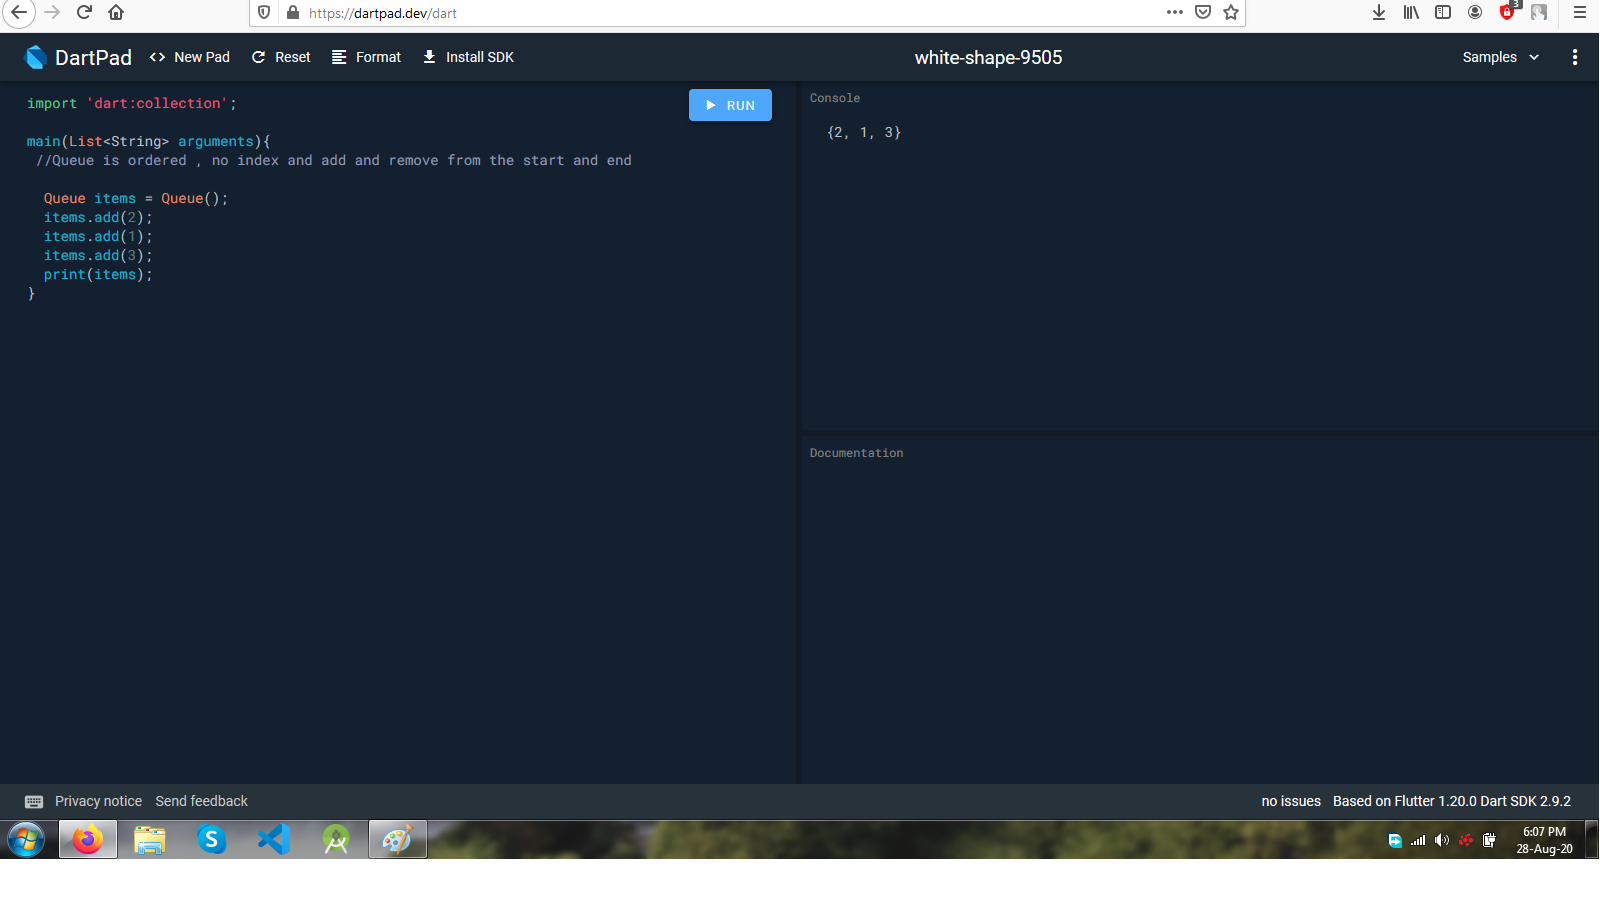 https://dartpad.dev/dart
3
DartPad <> New Pad Reset Format Install SDK white-shape-9505 Samples
import 'dart:collection';
RUN
Console
{2, 1, 3}
main(List<String> arguments){
//Queue is ordered , no index and add and remove from the start and end
Queue items = Queue();
items.add(2);
items.add(1);
items.add(3);
print(items);
}
Documentation
Privacy notice Send feedback no issues Based on Flutter 1.20.0 Dart SDK 2.9.2
S
6:07 PM
28-Aug-20